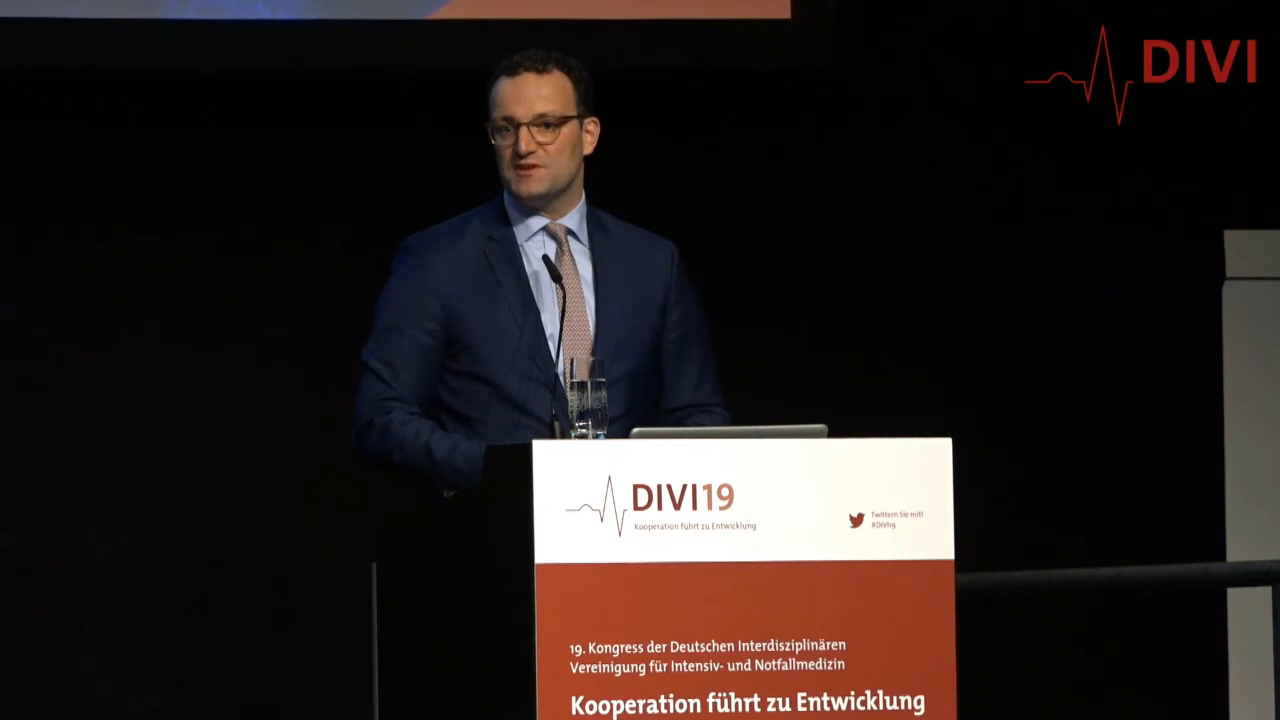 DIVI
DIVI19
Kooperation führt zu Entwicklung
Twittern Sie mit!
#DIVI19
19. Kongress der Deutschen Interdisziplinären
Vereinigung für Intensiv- und Notfallmedizin
Kooperation führt zu Entwicklung